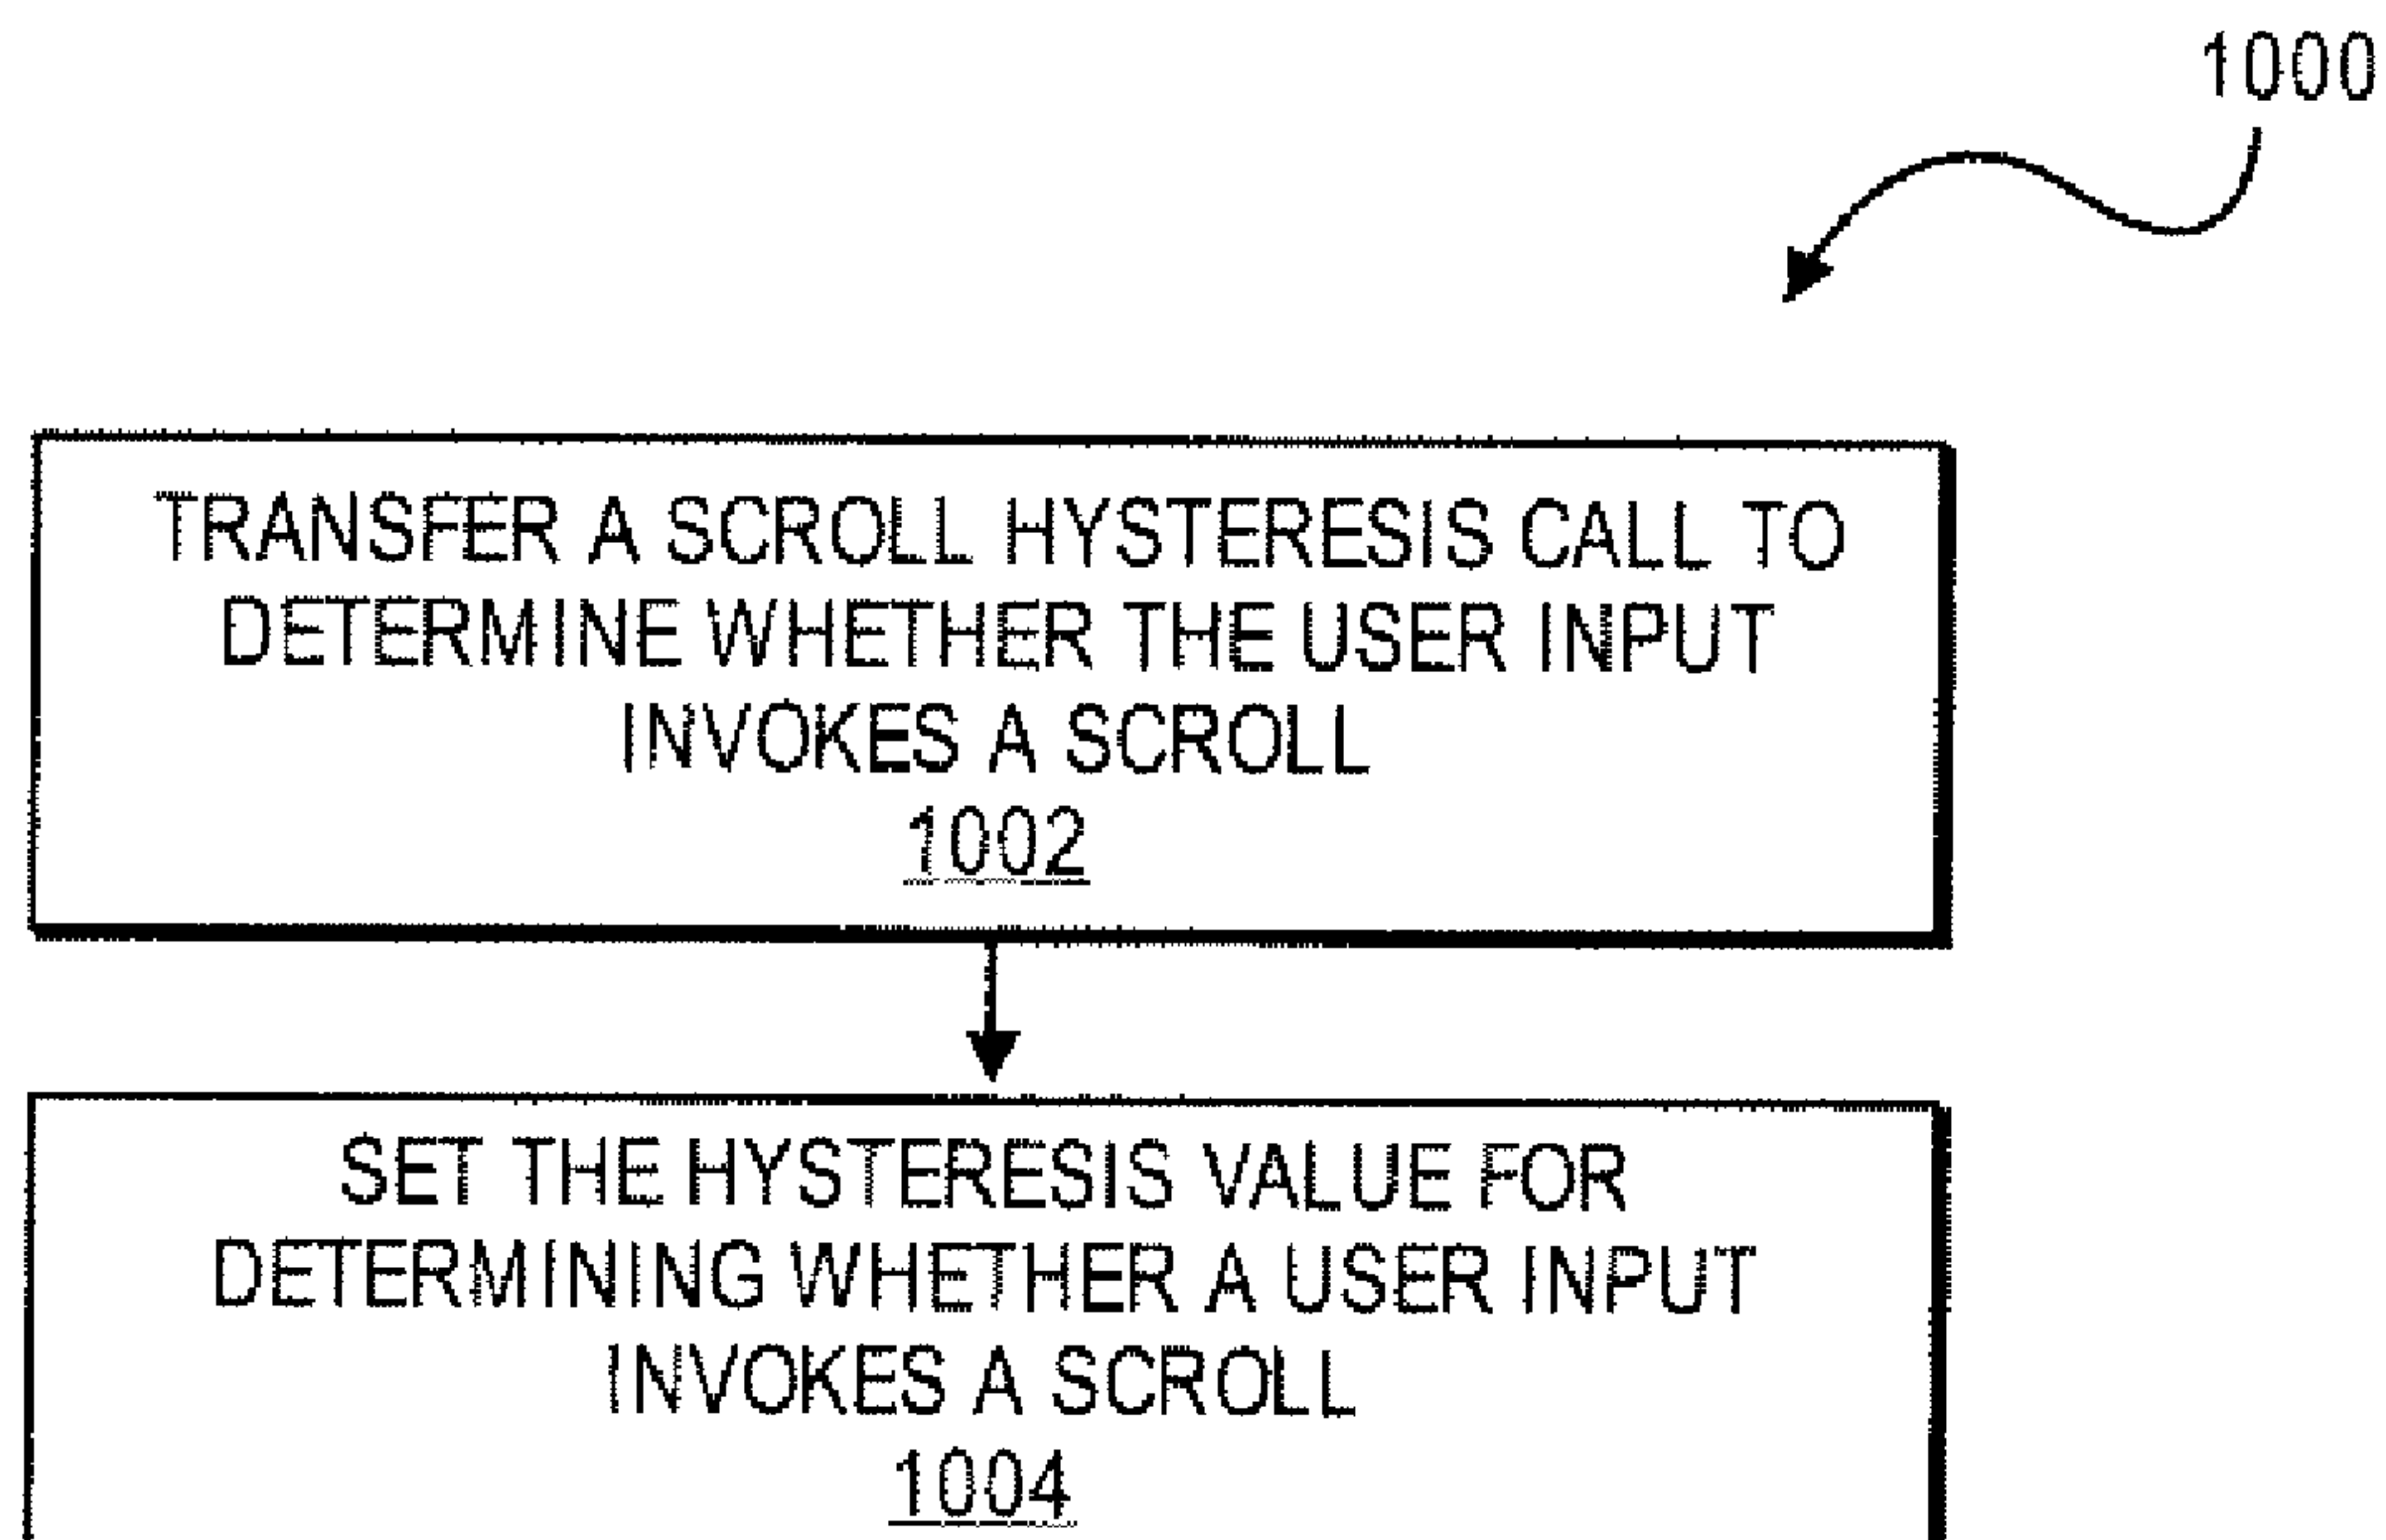 1000
TRANSFER A SCROLL HYSTERESIS CALL TO
DETERMINE WHETHER THE USER INPUT
INVOKES A SCROLL
1002
SET THE HYSTERESIS VALUE FOR
DETERMINING WHETHER A USER INPUT
INVOKES A SCROLL
1004